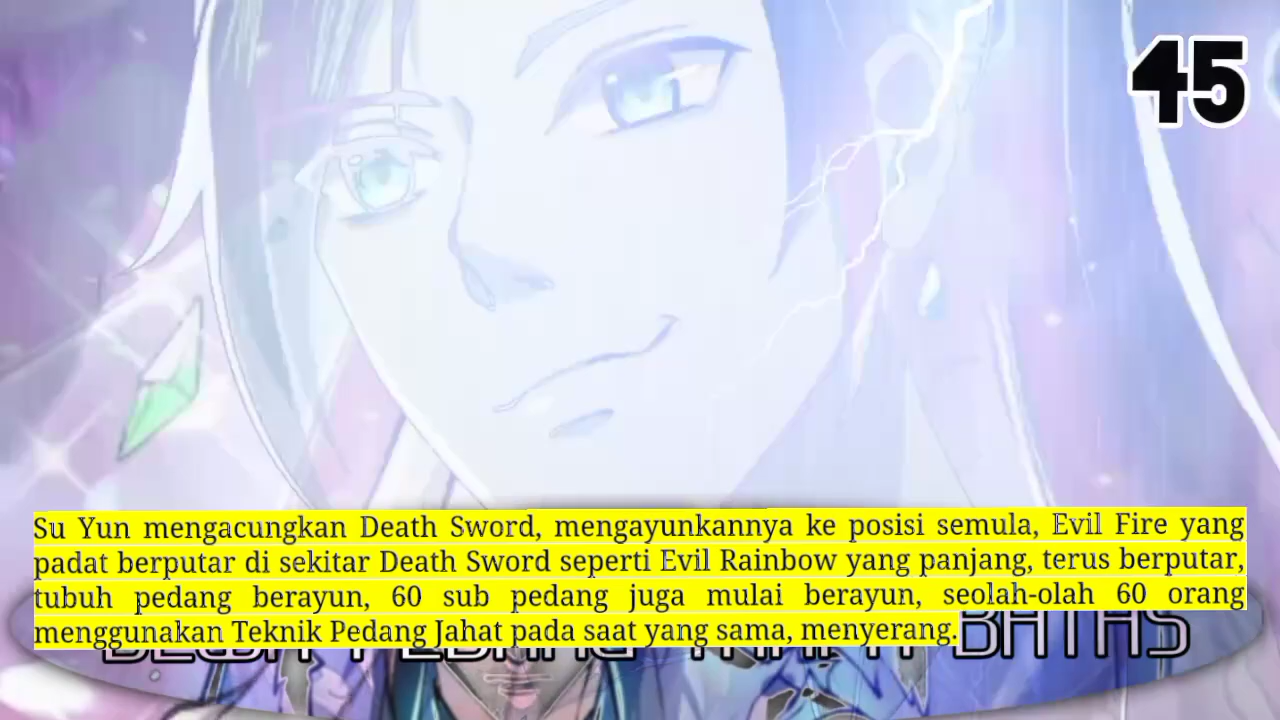 45
Su Yun mengacungkan Death Sword, mengayunkannya ke posisi semula, Evil Fire yang
padat berputar di sekitar Death Sword seperti Evil Rainbow yang panjang, terus berputar,
tubuh pedang berayun, 60 sub pedang juga mulai berayun, seolah-olah 60 orang
menggunakan Teknik Pedang Jahat pada saat yang sama, menyerang.
BATAS